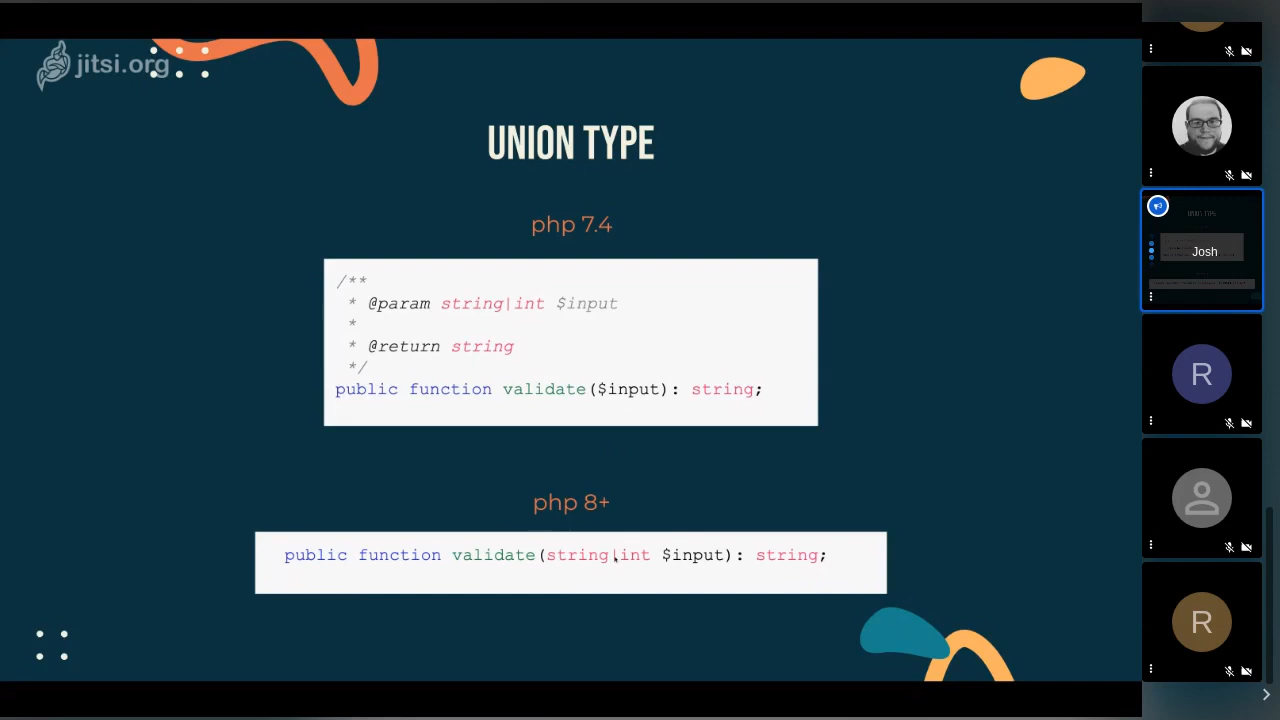 jitsi.org
UNION TYPE
php 7.4
/**
* @param string|int $input
*
* @return string
*/
public function validate($input): string;
php 8+
public function validate(string|int $input): string;
Josh
R
R